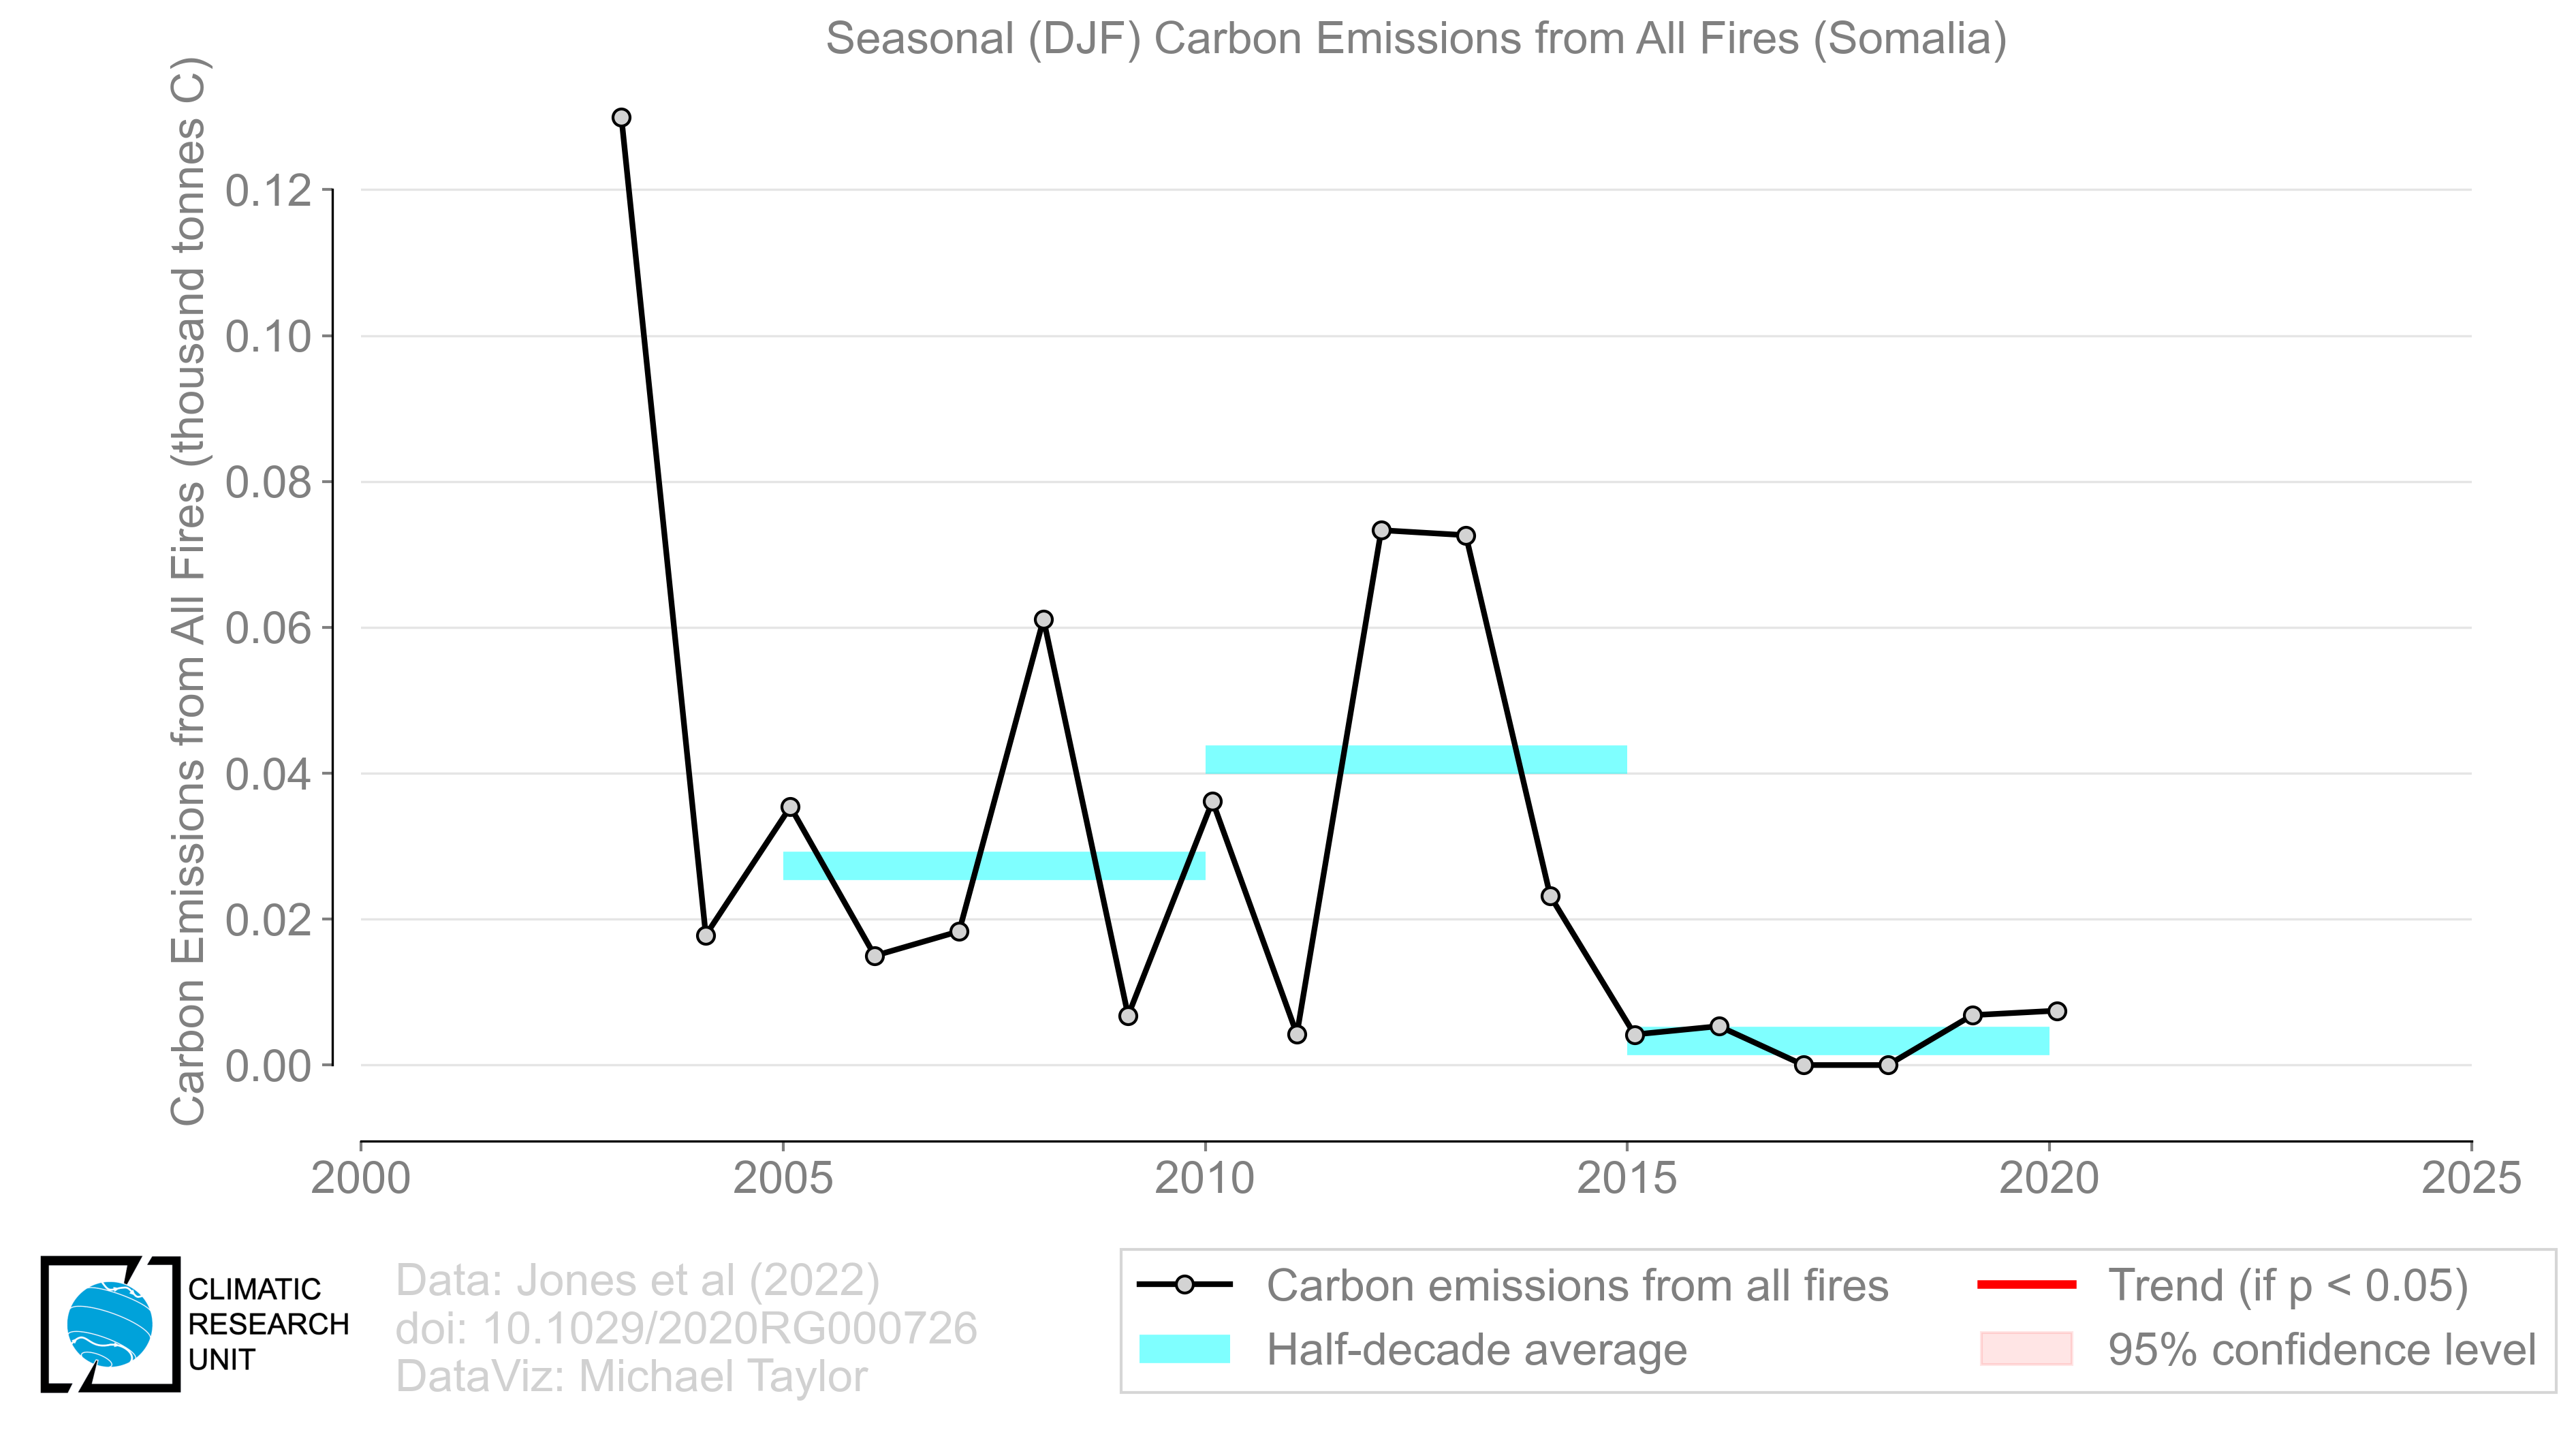 Seasonal (DJF) Carbon Emissions from All Fires (Somalia)
Carbon Emissions from All Fires (thousand tonnes C)
0.12
0.10
0.08
0.06
0.04
0.02
0.00
2000
2005
2010
2015
2020
2025
CLIMATIC
RESEARCH
UNIT
Data: Jones et al (2022)
doi: 10.1029/2020RG000726
DataViz: Michael Taylor
Carbon emissions from all fires
Half-decade average
Trend (if p < 0.05)
95% confidence level